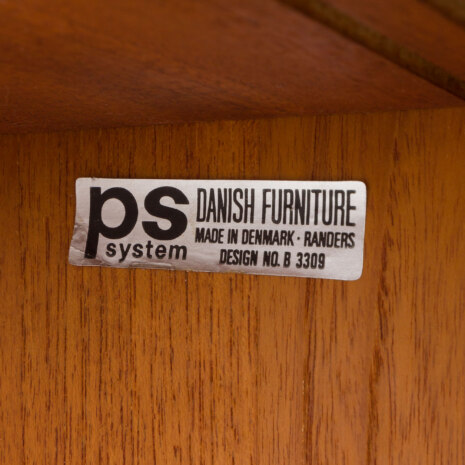 ps
system
DANISH FURNITURE
MADE IN DENMARK · RANDERS
DESIGN NO. B 3309